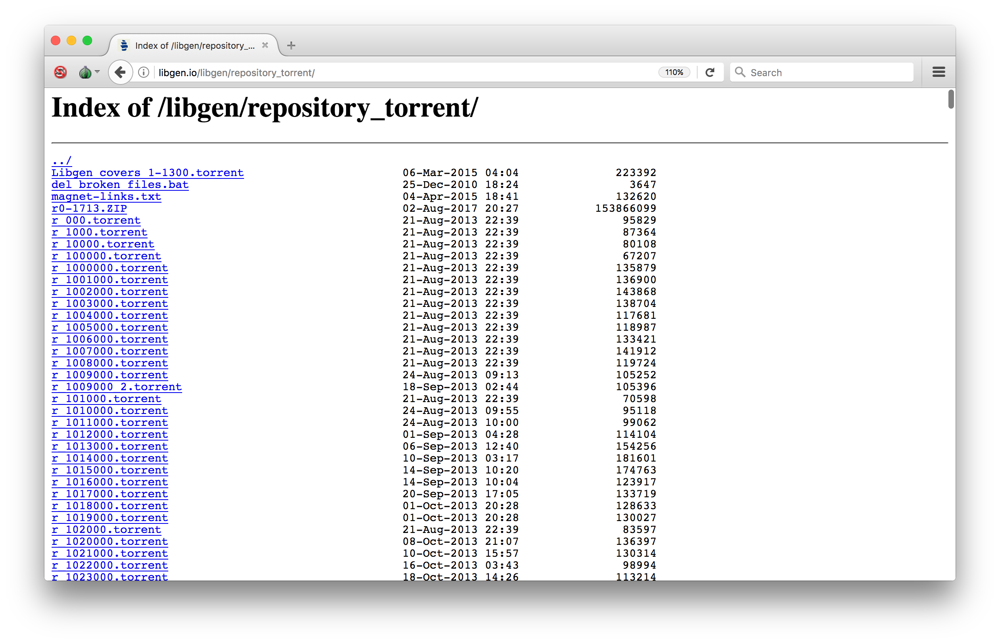 Index of /libgen/repository_...
libgen.io/libgen/repository_torrent/ 110% Search
Index of /libgen/repository_torrent/
../
Libgen covers 1-1300.torrent 06-Mar-2015 04:04 223392
del broken files.bat 25-Dec-2010 18:24 3647
magnet-links.txt 04-Apr-2015 18:41 132620
r0-1713.ZIP 02-Aug-2017 20:27 153866099
r_000.torrent 21-Aug-2013 22:39 95829
r_1000.torrent 21-Aug-2013 22:39 87364
r_10000.torrent 21-Aug-2013 22:39 80108
r_100000.torrent 21-Aug-2013 22:39 67207
r_1000000.torrent 21-Aug-2013 22:39 135879
r_1001000.torrent 21-Aug-2013 22:39 136900
r_1002000.torrent 21-Aug-2013 22:39 143868
r_1003000.torrent 21-Aug-2013 22:39 138704
r_1004000.torrent 21-Aug-2013 22:39 117681
r_1005000.torrent 21-Aug-2013 22:39 118987
r_1006000.torrent 21-Aug-2013 22:39 133421
r_1007000.torrent 21-Aug-2013 22:39 141912
r_1008000.torrent 21-Aug-2013 22:39 119724
r_1009000.torrent 24-Aug-2013 09:13 105252
r_1009000_2.torrent 18-Sep-2013 02:44 105396
r_101000.torrent 21-Aug-2013 22:39 70598
r_1010000.torrent 24-Aug-2013 09:55 95118
r_1011000.torrent 24-Aug-2013 10:00 99062
r_1012000.torrent 01-Sep-2013 04:28 114104
r_1013000.torrent 06-Sep-2013 12:40 154256
r_1014000.torrent 10-Sep-2013 03:17 181601
r_1015000.torrent 14-Sep-2013 10:20 174763
r_1016000.torrent 14-Sep-2013 10:04 123917
r_1017000.torrent 20-Sep-2013 17:05 133719
r_1018000.torrent 01-Oct-2013 20:28 128633
r_1019000.torrent 01-Oct-2013 20:28 130027
r_102000.torrent 21-Aug-2013 22:39 83597
r_1020000.torrent 08-Oct-2013 21:07 136397
r_1021000.torrent 10-Oct-2013 15:57 130314
r_1022000.torrent 16-Oct-2013 03:43 98994
r_1023000.torrent 18-Oct-2013 14:26 113214